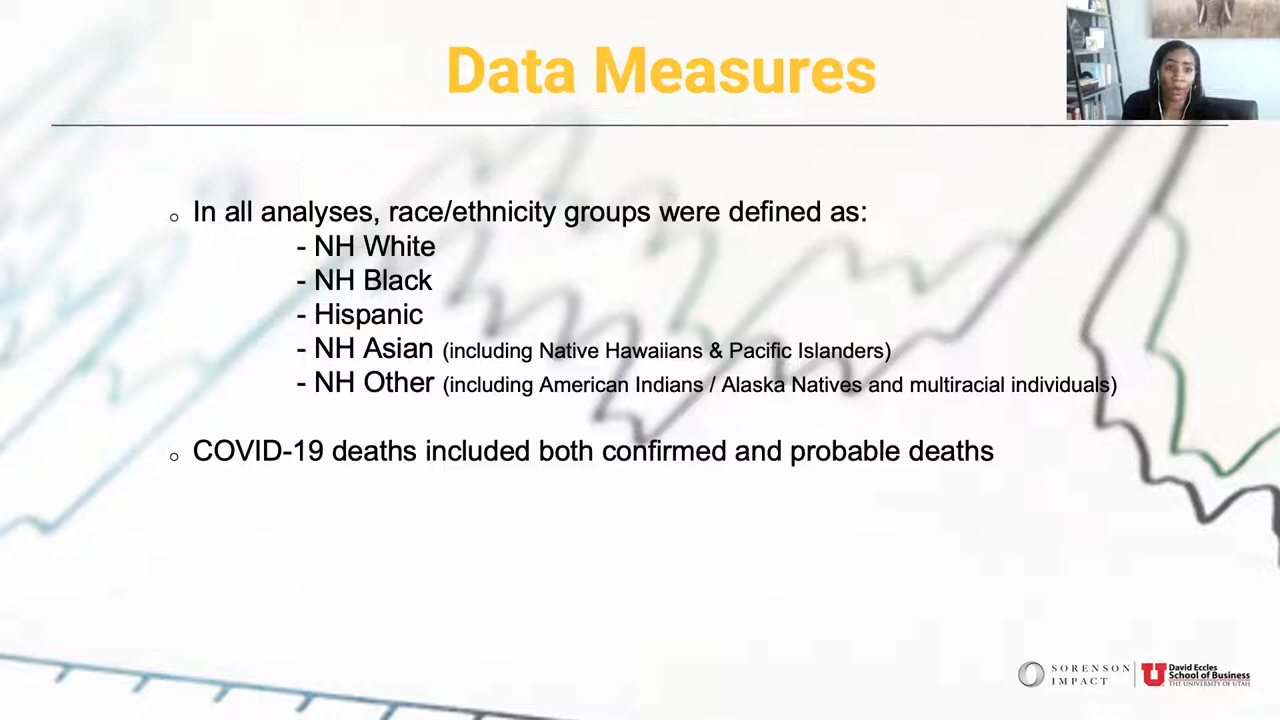 Data Measures
○ In all analyses, race/ethnicity groups were defined as:
- NH White
- NH Black
- Hispanic
- NH Asian (including Native Hawaiians & Pacific Islanders)
- NH Other (including American Indians / Alaska Natives and multiracial individuals)
○ COVID-19 deaths included both confirmed and probable deaths
SORENSON
IMPACT
David Eccles
School of Business
THE UNIVERSITY OF UTAH